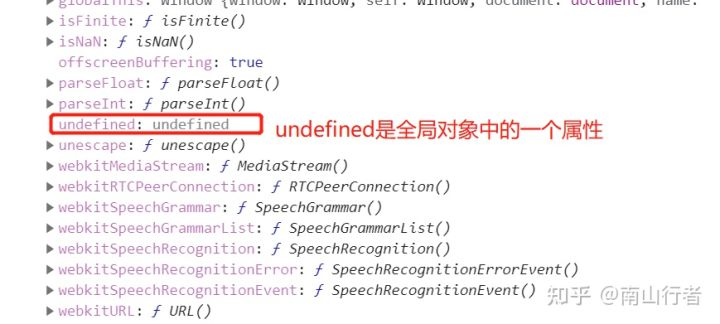 globalThis: Window {window: Window, self: Window, document: document, name:
isFinite: ƒ isFinite()
isNaN: ƒ isNaN()
offscreenBuffering: true
parseFloat: ƒ parseFloat()
parseInt: ƒ parseInt()
undefined: undefined undefined是全局对象中的一个属性
unescape: ƒ unescape()
webkitMediaStream: ƒ MediaStream()
webkitRTCPeerConnection: ƒ RTCPeerConnection()
webkitSpeechGrammar: ƒ SpeechGrammar()
webkitSpeechGrammarList: ƒ SpeechGrammarList()
webkitSpeechRecognition: ƒ SpeechRecognition()
webkitSpeechRecognitionError: ƒ SpeechRecognitionErrorEvent()
webkitSpeechRecognitionEvent: ƒ SpeechRecognitionEvent()
webkitURL: ƒ URL()
知乎 @南山行者